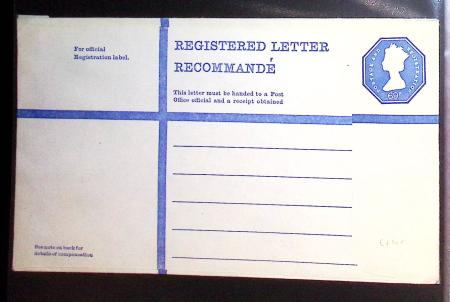 For official
Registration label.
REGISTERED LETTER
RECOMMANDÉ
This letter must be handed to a Post
Office official and a receipt obtained
POSTAGE AND REGISTRATION
See note on back for
details of compensation